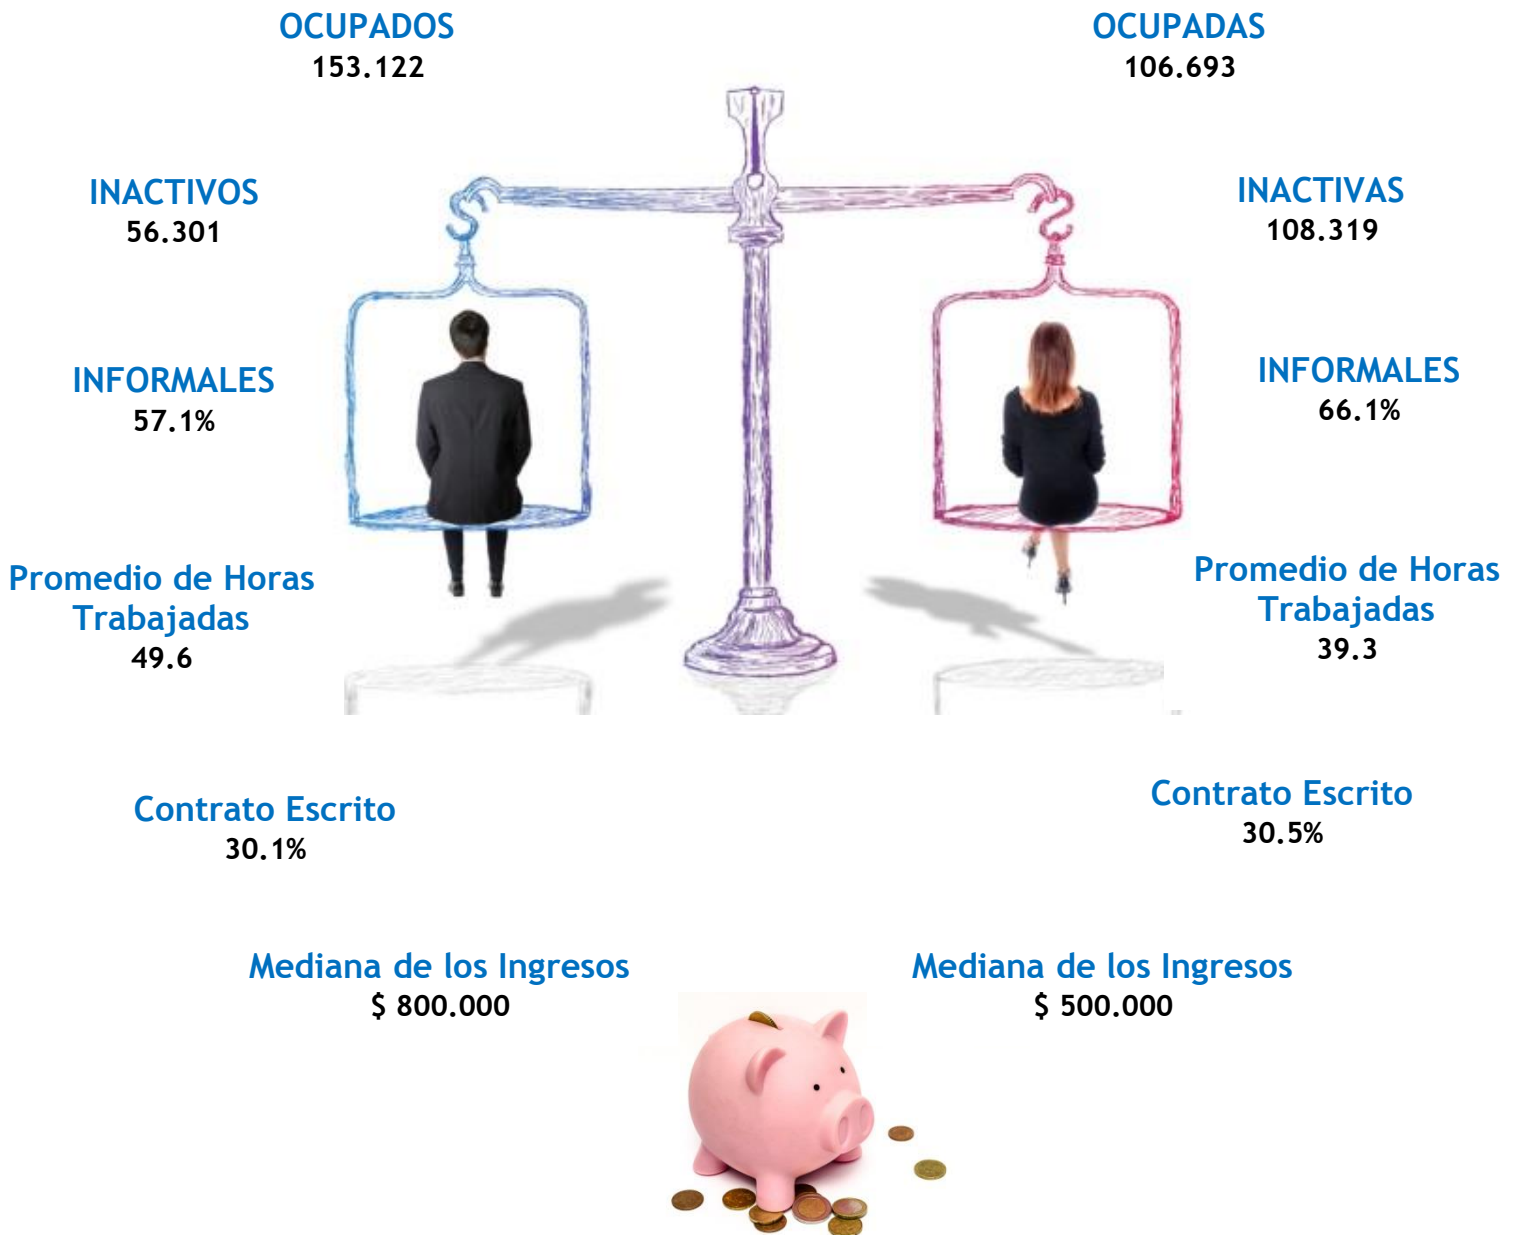 OCUPADOS
153.122
OCUPADAS
106.693
INACTIVOS
56.301
INACTIVAS
108.319
INFORMALES
57.1%
INFORMALES
66.1%
Promedio de Horas
Trabajadas
49.6
Promedio de Horas
Trabajadas
39.3
Contrato Escrito
30.1%
Contrato Escrito
30.5%
Mediana de los Ingresos
$ 800.000
Mediana de los Ingresos
$ 500.000